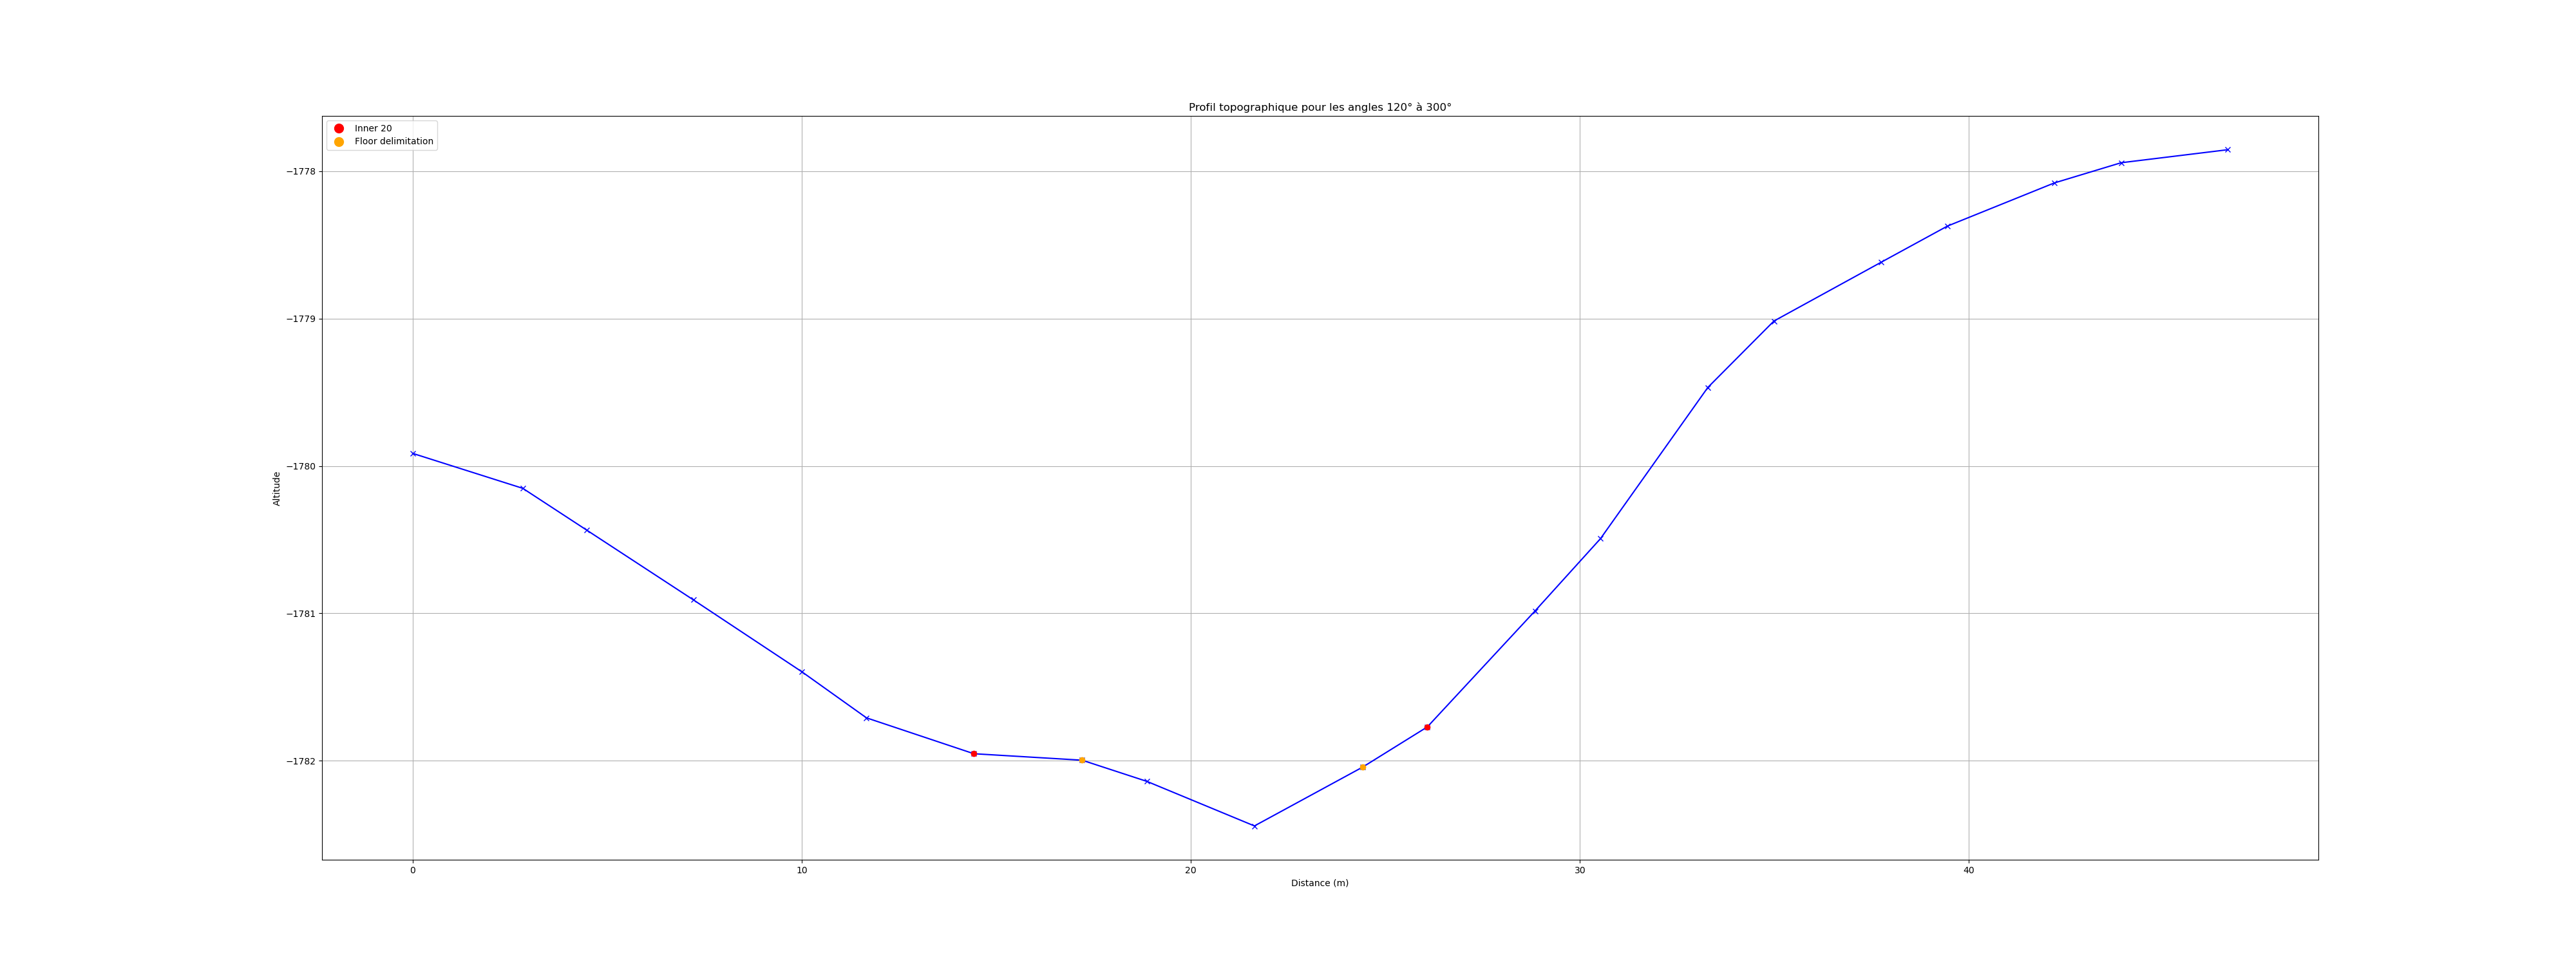 Profil topographique pour les angles 120° à 300°
Inner 20
Floor delimitation
−1778
−1779
−1780
−1781
−1782
Altitude
0
10
20
30
40
Distance (m)